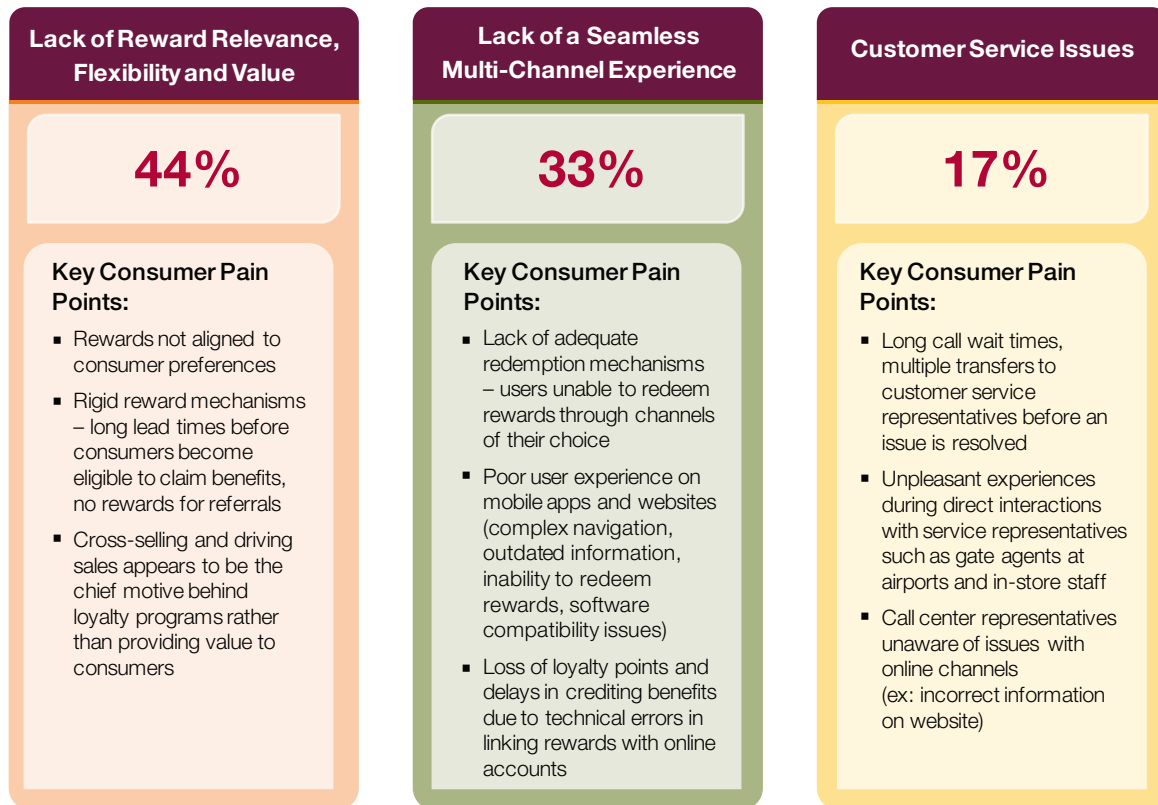 Lack of Reward Relevance,
Flexibility and Value
44%
Key Consumer Pain
Points:
▪ Rewards not aligned to
consumer preferences
▪ Rigid reward mechanisms
– long lead times before
consumers become
eligible to claim benefits,
no rewards for referrals
▪ Cross-selling and driving
sales appears to be the
chief motive behind
loyalty programs rather
than providing value to
consumers
Lack of a Seamless
Multi-Channel Experience
33%
Key Consumer Pain
Points:
▪ Lack of adequate
redemption mechanisms
– users unable to redeem
rewards through channels
of their choice
▪ Poor user experience on
mobile apps and websites
(complex navigation,
outdated information,
inability to redeem
rewards, software
compatibility issues)
▪ Loss of loyalty points and
delays in crediting benefits
due to technical errors in
linking rewards with online
accounts
Customer Service Issues
17%
Key Consumer Pain
Points:
▪ Long call wait times,
multiple transfers to
customer service
representatives before an
issue is resolved
▪ Unpleasant experiences
during direct interactions
with service representatives
such as gate agents at
airports and in-store staff
▪ Call center representatives
unaware of issues with
online channels
(ex: incorrect information
on website)